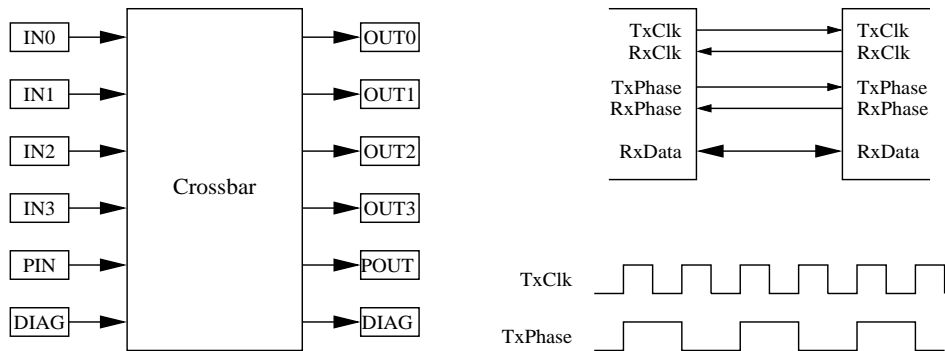 IN0
IN1
IN2
IN3
PIN
DIAG
Crossbar
OUT0
OUT1
OUT2
OUT3
POUT
DIAG
TxClk
RxClk
TxPhase
RxPhase
RxData
TxClk
RxClk
TxPhase
RxPhase
RxData
TxClk
TxPhase